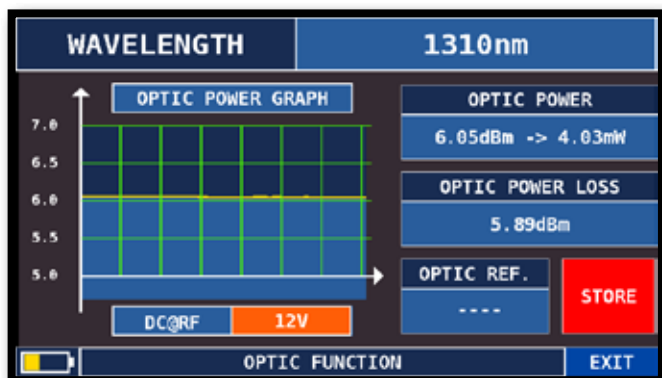 WAVELENGTH
1310nm
OPTIC POWER GRAPH
7.0
6.5
6.0
5.5
5.0
DC@RF
12V
OPTIC POWER
6.05dBm -> 4.03mW
OPTIC POWER LOSS
5.89dBm
OPTIC REF.
----
STORE
OPTIC FUNCTION
EXIT